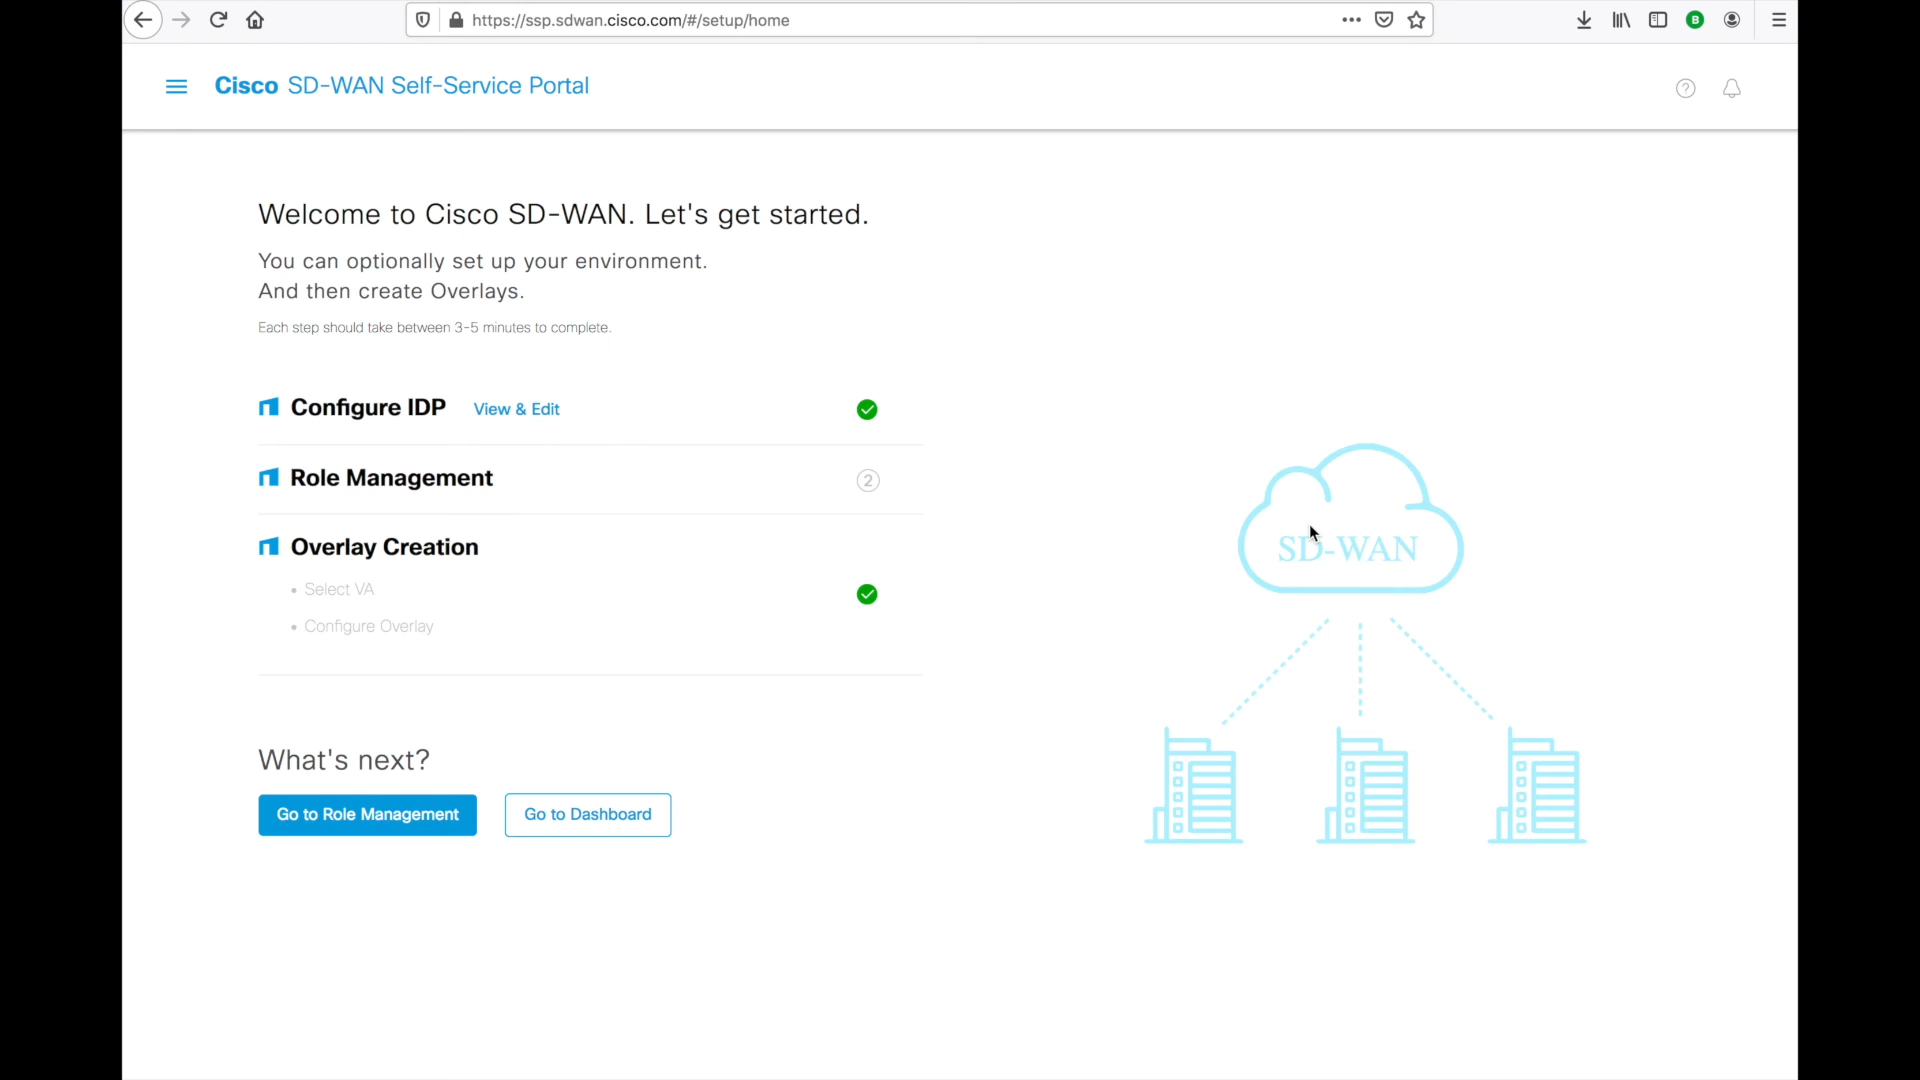 https://ssp.sdwan.cisco.com/#/setup/home
B
Cisco SD-WAN Self-Service Portal
?
Welcome to Cisco SD-WAN. Let's get started.
You can optionally set up your environment.
And then create Overlays.
Each step should take between 3-5 minutes to complete.
Configure IDP View & Edit
Role Management 2
Overlay Creation
• Select VA
• Configure Overlay
SD-WAN
What's next?
Go to Role Management Go to Dashboard